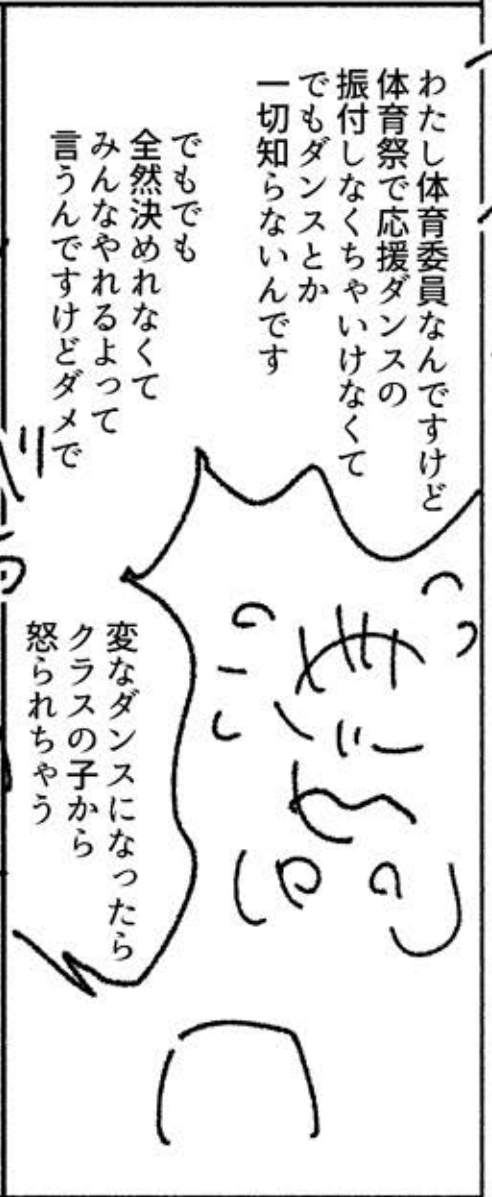 わたし体育委員なんですけど
体育祭で応援ダンスの
振付しなくちゃいけなくて
でもダンスとか
一切知らないんです
でもでも
全然決めれなくて
みんなやれるよって
言うんですけどダメで
変なダンスになったら
クラスの子から
怒られちゃう